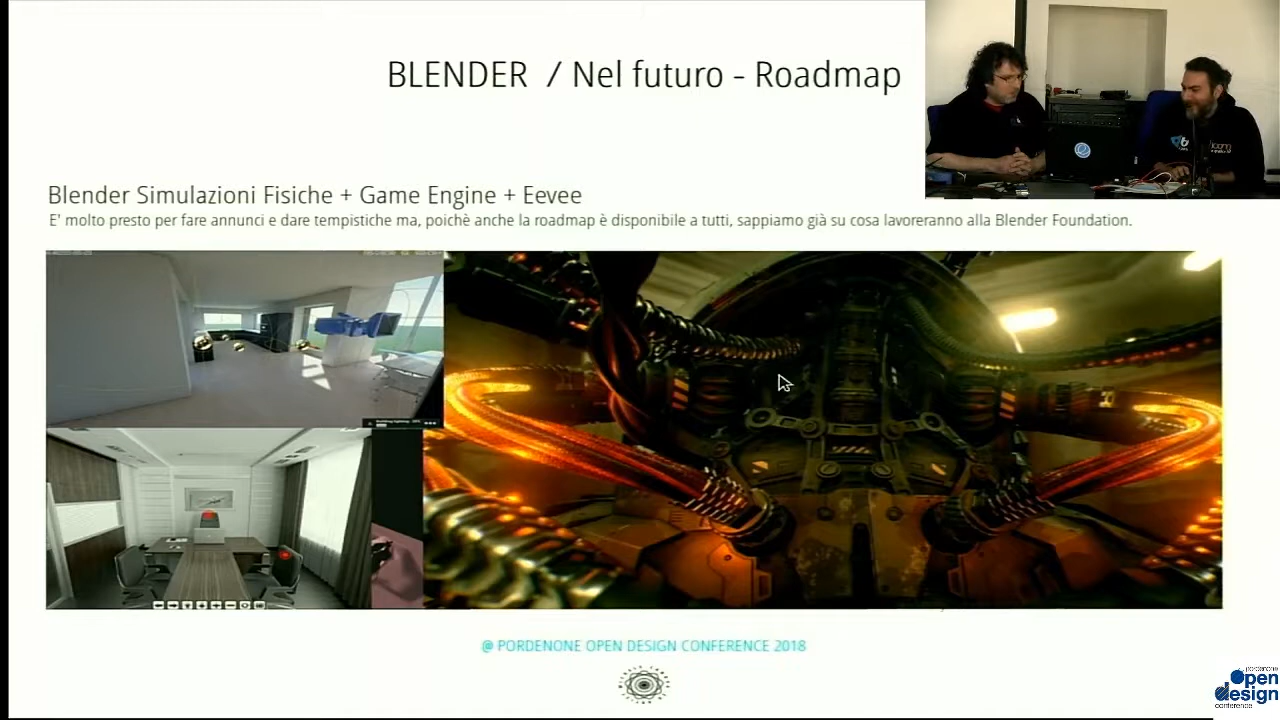 BLENDER / Nel futuro - Roadmap
Blender Simulazioni Fisiche + Game Engine + Eevee
E' molto presto per fare annunci e dare tempistiche ma, poichè anche la roadmap è disponibile a tutti, sappiamo già su cosa lavoreranno alla Blender Foundation.
@ PORDENONE OPEN DESIGN CONFERENCE 2018
pordenone
open
design
conference